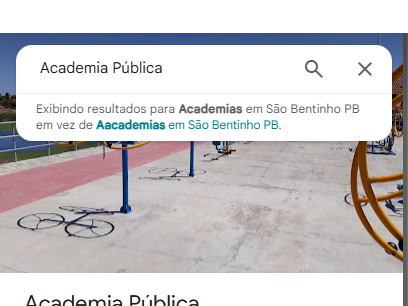 Academia Pública
Exibindo resultados para Academias em São Bentinho PB
em vez de Aacademias em São Bentinho PB.
Academia Pública